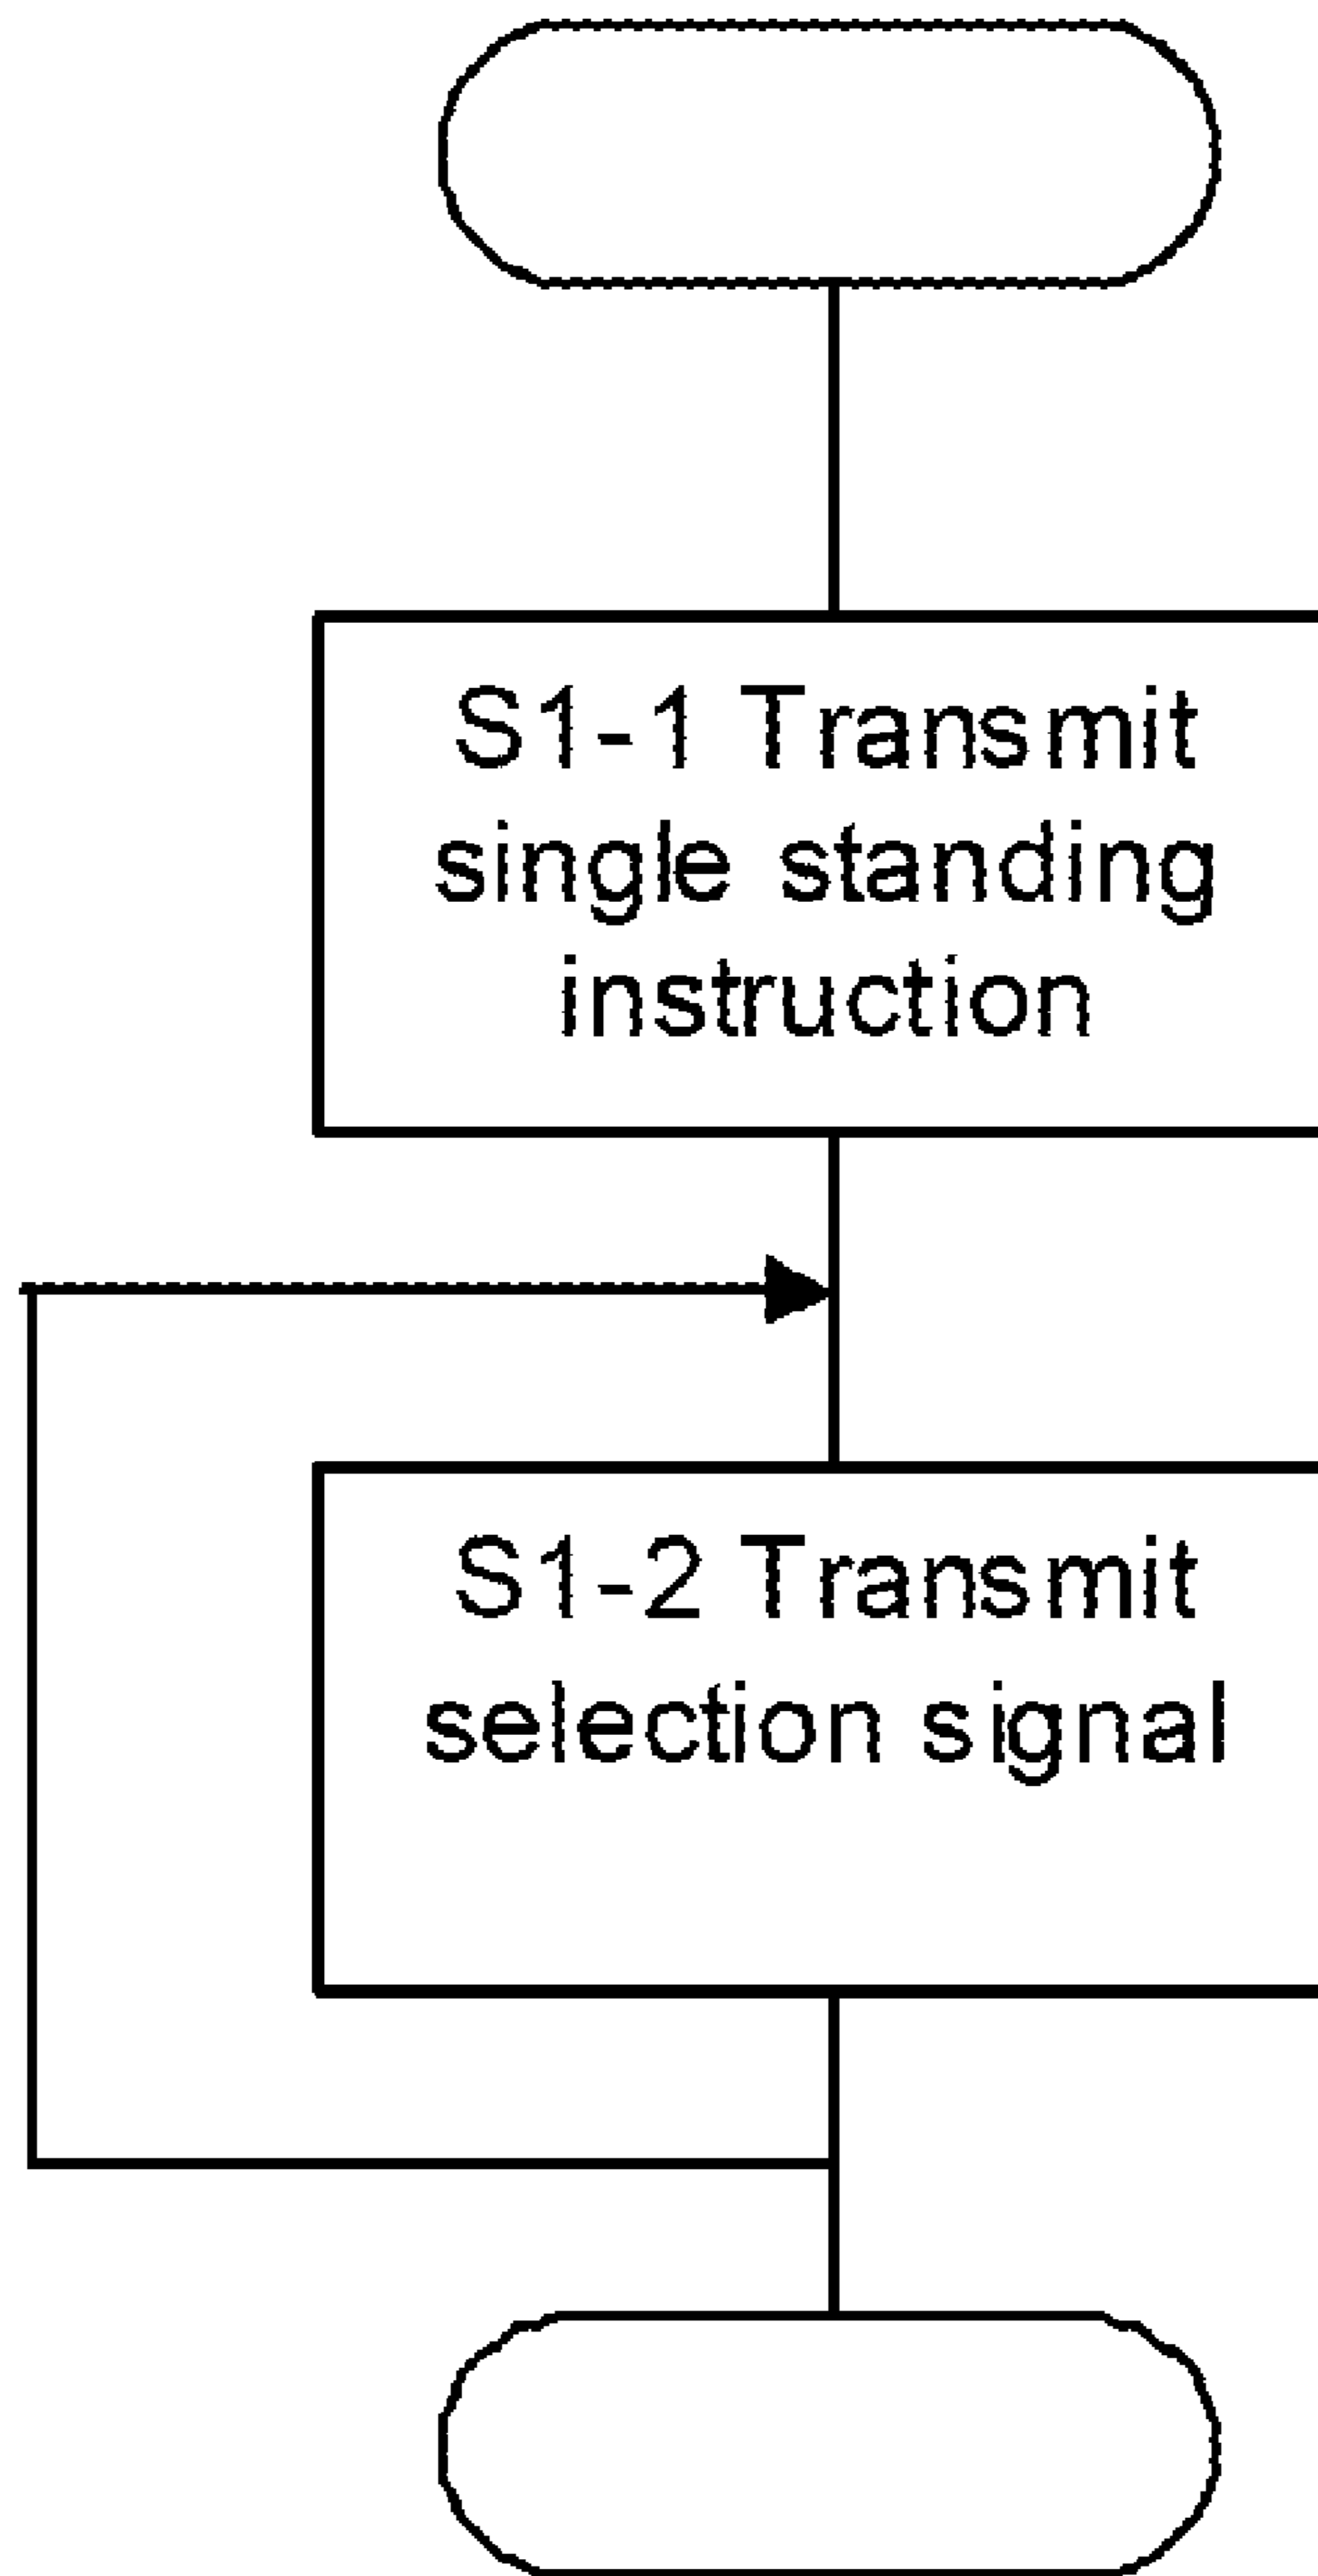 S1-1 Transmit
single standing
instruction
S1-2 Transmit
selection signal